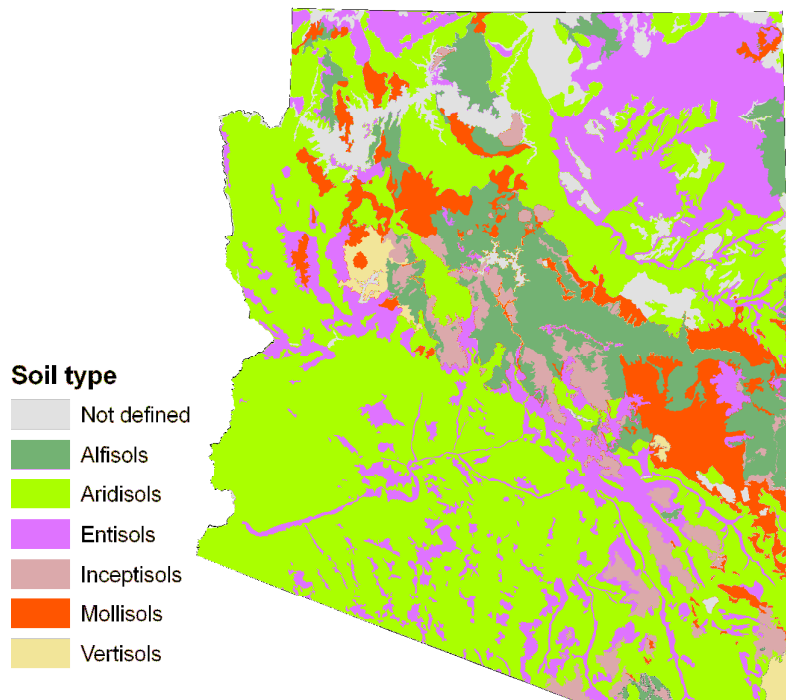 Soil type
Not defined
Alfisols
Aridisols
Entisols
Inceptisols
Mollisols
Vertisols